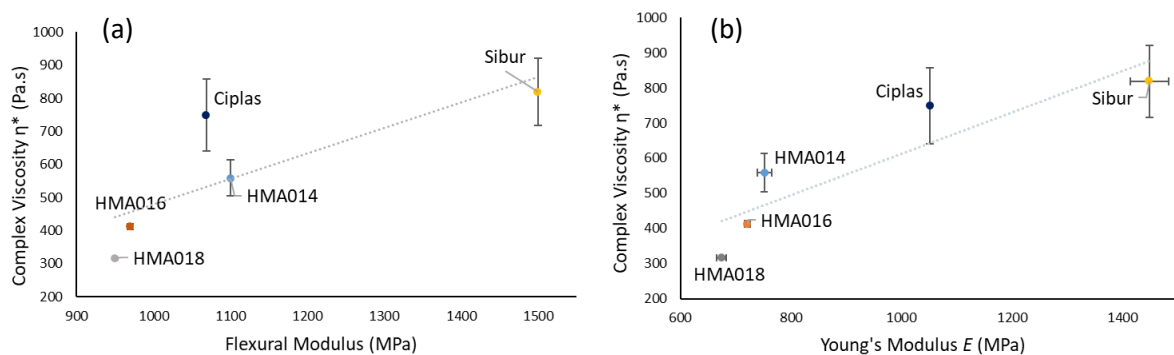 (a)
Complex Viscosity η* (Pa.s)
1000
900
800
700
600
500
400
300
200
Sibur
Ciplas
HMA014
HMA016
HMA018
900
1000
1100
1200
1300
1400
1500
Flexural Modulus (MPa)
(b)
Complex Viscosity η* (Pa.s)
1000
900
800
700
600
500
400
300
200
Ciplas
Sibur
HMA014
HMA016
HMA018
600
800
1000
1200
1400
Young's Modulus E (MPa)